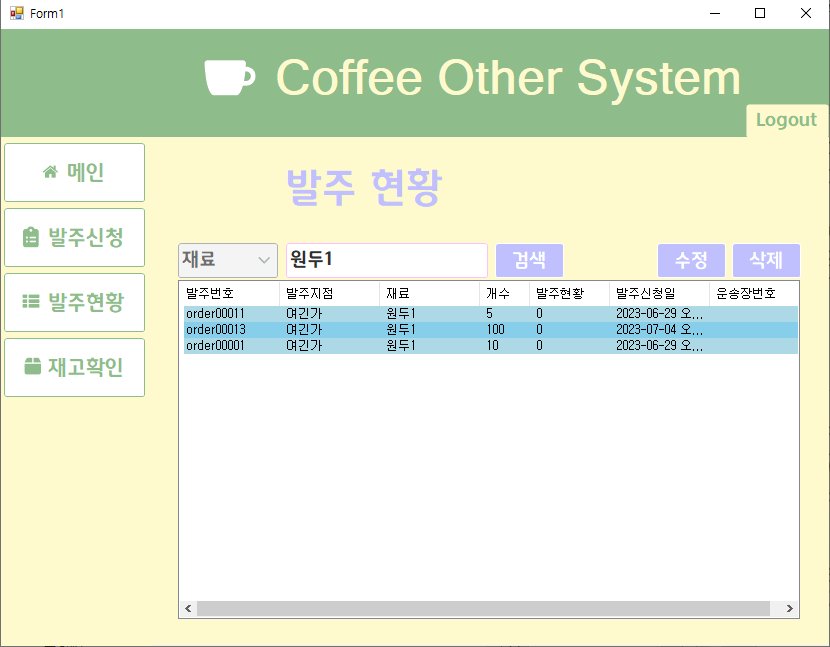 Form1
Coffee Other System
Logout
메인
발주신청
발주현황
재고확인
발주 현황
재료 원두1 검색 수정 삭제
발주번호 발주지점 재료 개수 발주현황 발주신청일 운송장번호
order00011 여긴가 원두1 5 0 2023-06-29 오...
order00013 여긴가 원두1 100 0 2023-07-04 오...
order00001 여긴가 원두1 10 0 2023-06-29 오...